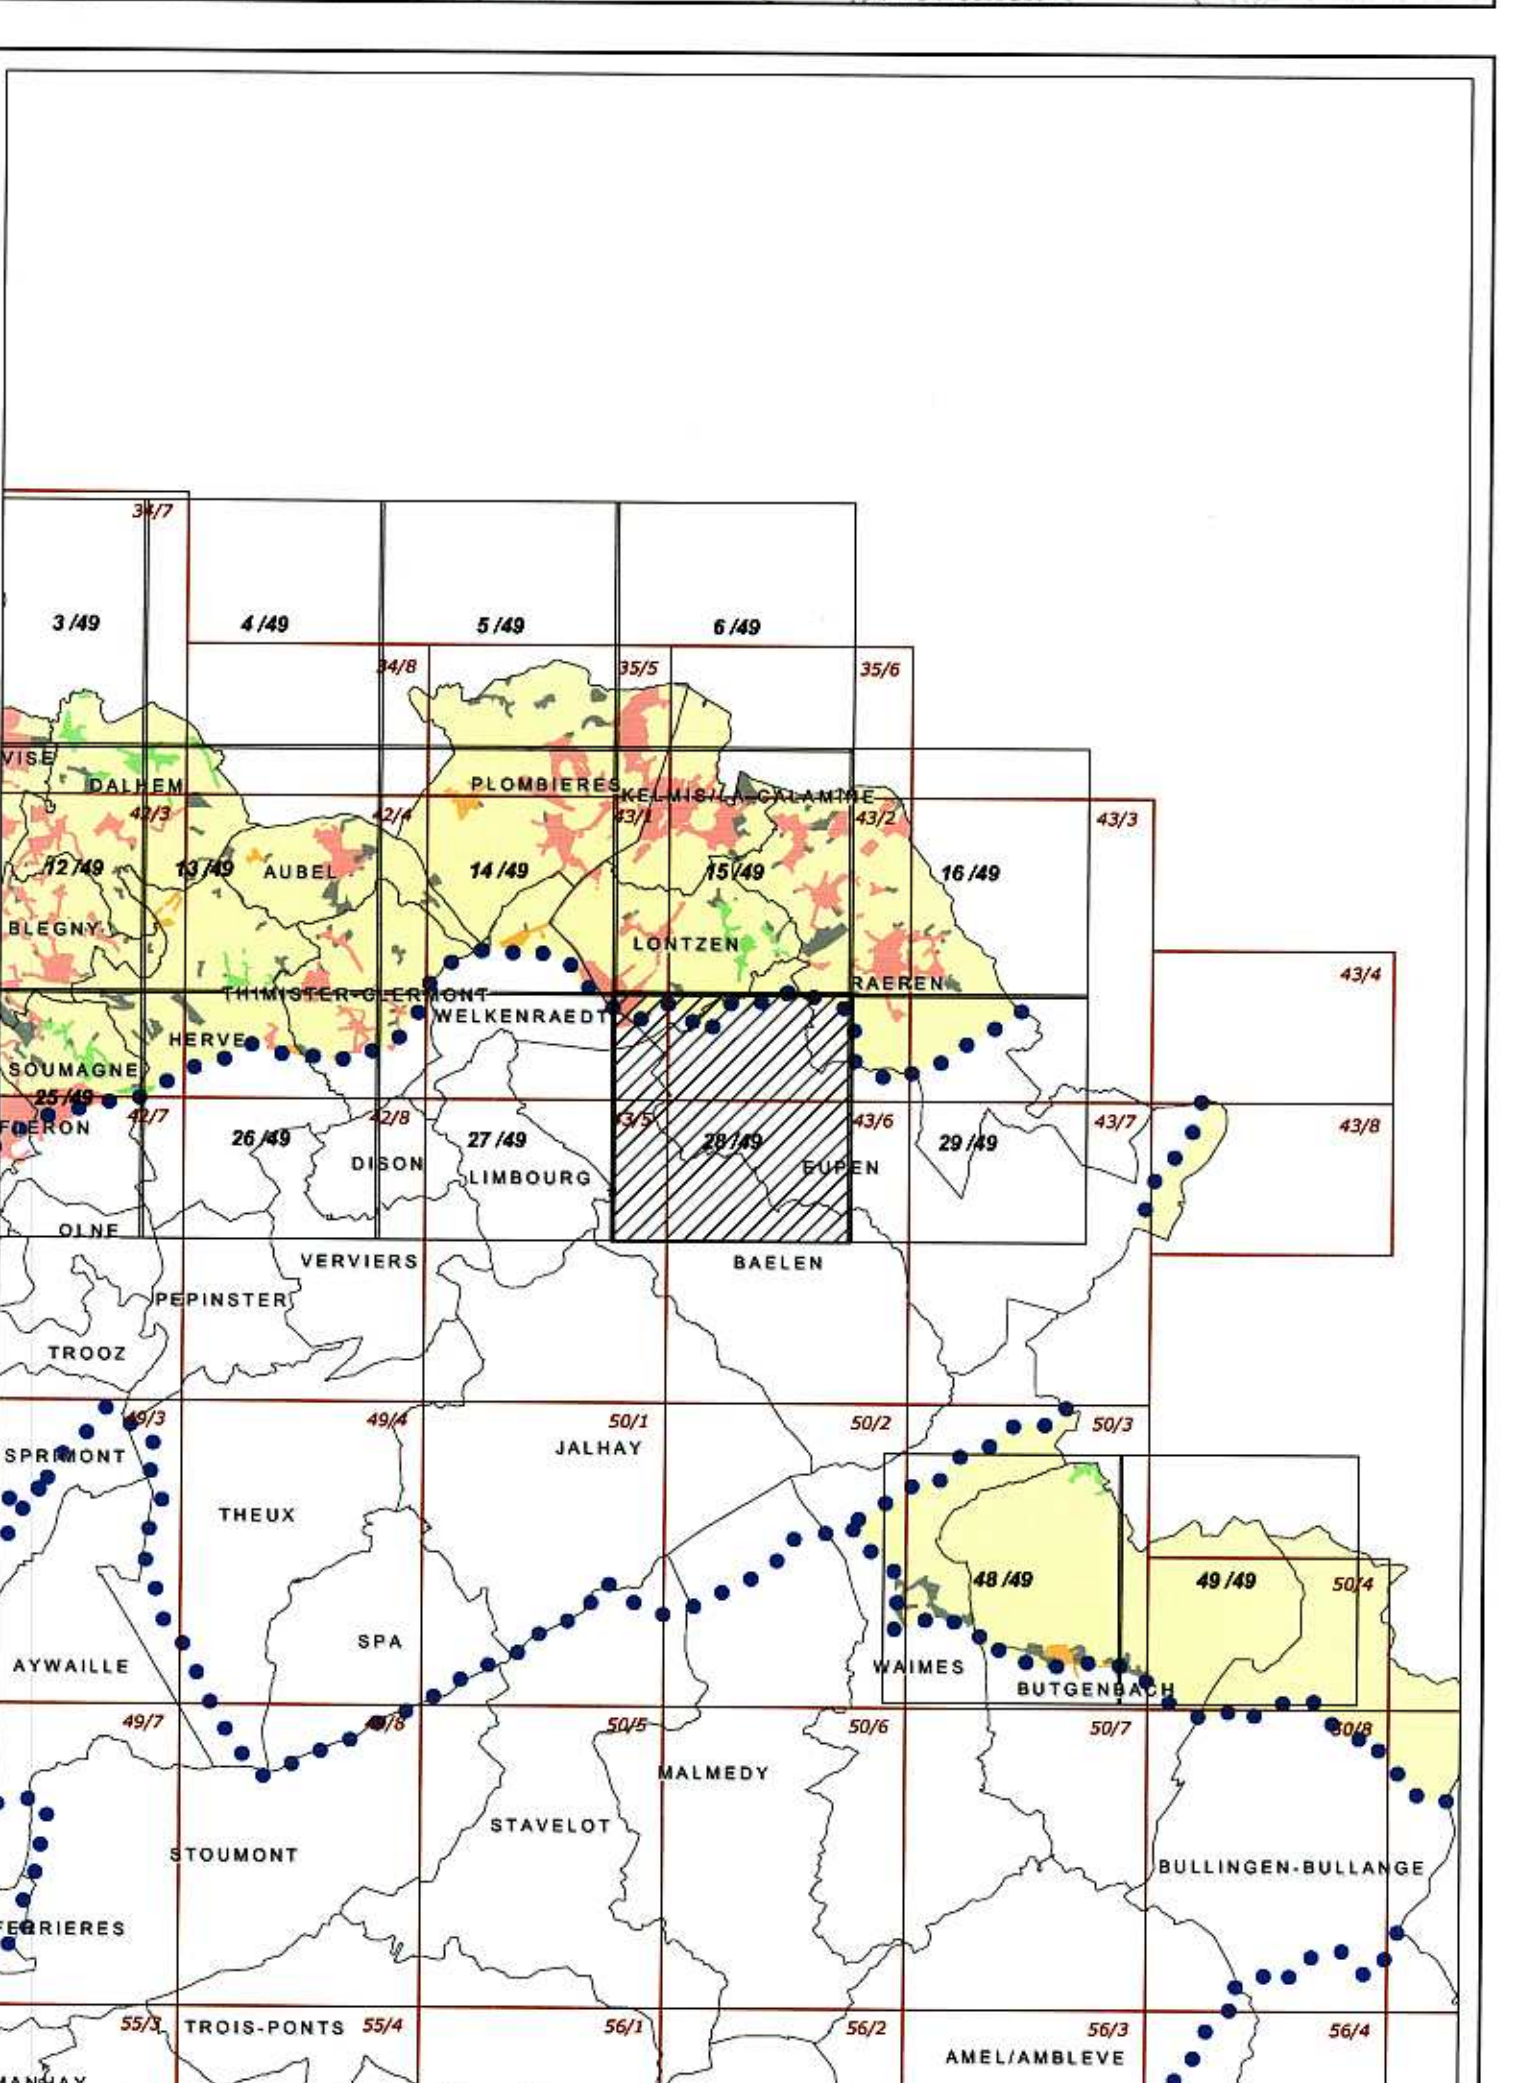 34/7
3 /49
4 /49
5 /49
6 /49
34/8
35/5
35/6
VISE
DALHEM
PLOMBIERES
KELMIS/LA CALAMINE
42/3
42/4
43/1
43/2
43/3
12 /49
13 /49
AUBEL
14 /49
15 /49
16 /49
BLEGNY
LONTZEN
43/4
RAEREN
THIMISTER-CLERMONT
WELKENRAEDT
HERVE
SOUMAGNE
25 /49
42/7
42/8
43/5
43/6
43/7
43/8
FLERON
26 /49
27 /49
28 /49
29 /49
DISON
LIMBOURG
EUPEN
OLNE
VERVIERS
BAELEN
PEPINSTER
TROOZ
49/3
49/4
50/1
50/2
50/3
SPRIMONT
JALHAY
THEUX
48 /49
49 /49
50/4
SPA
AYWAILLE
WAIMES
BUTGENBACH
49/7
49/8
50/5
50/6
50/7
50/8
MALMEDY
STAVELOT
STOUMONT
BULLINGEN-BULLANGE
FERRIERES
55/3
TROIS-PONTS
55/4
56/1
56/2
56/3
56/4
AMEL/AMBLEVE
MANHAY